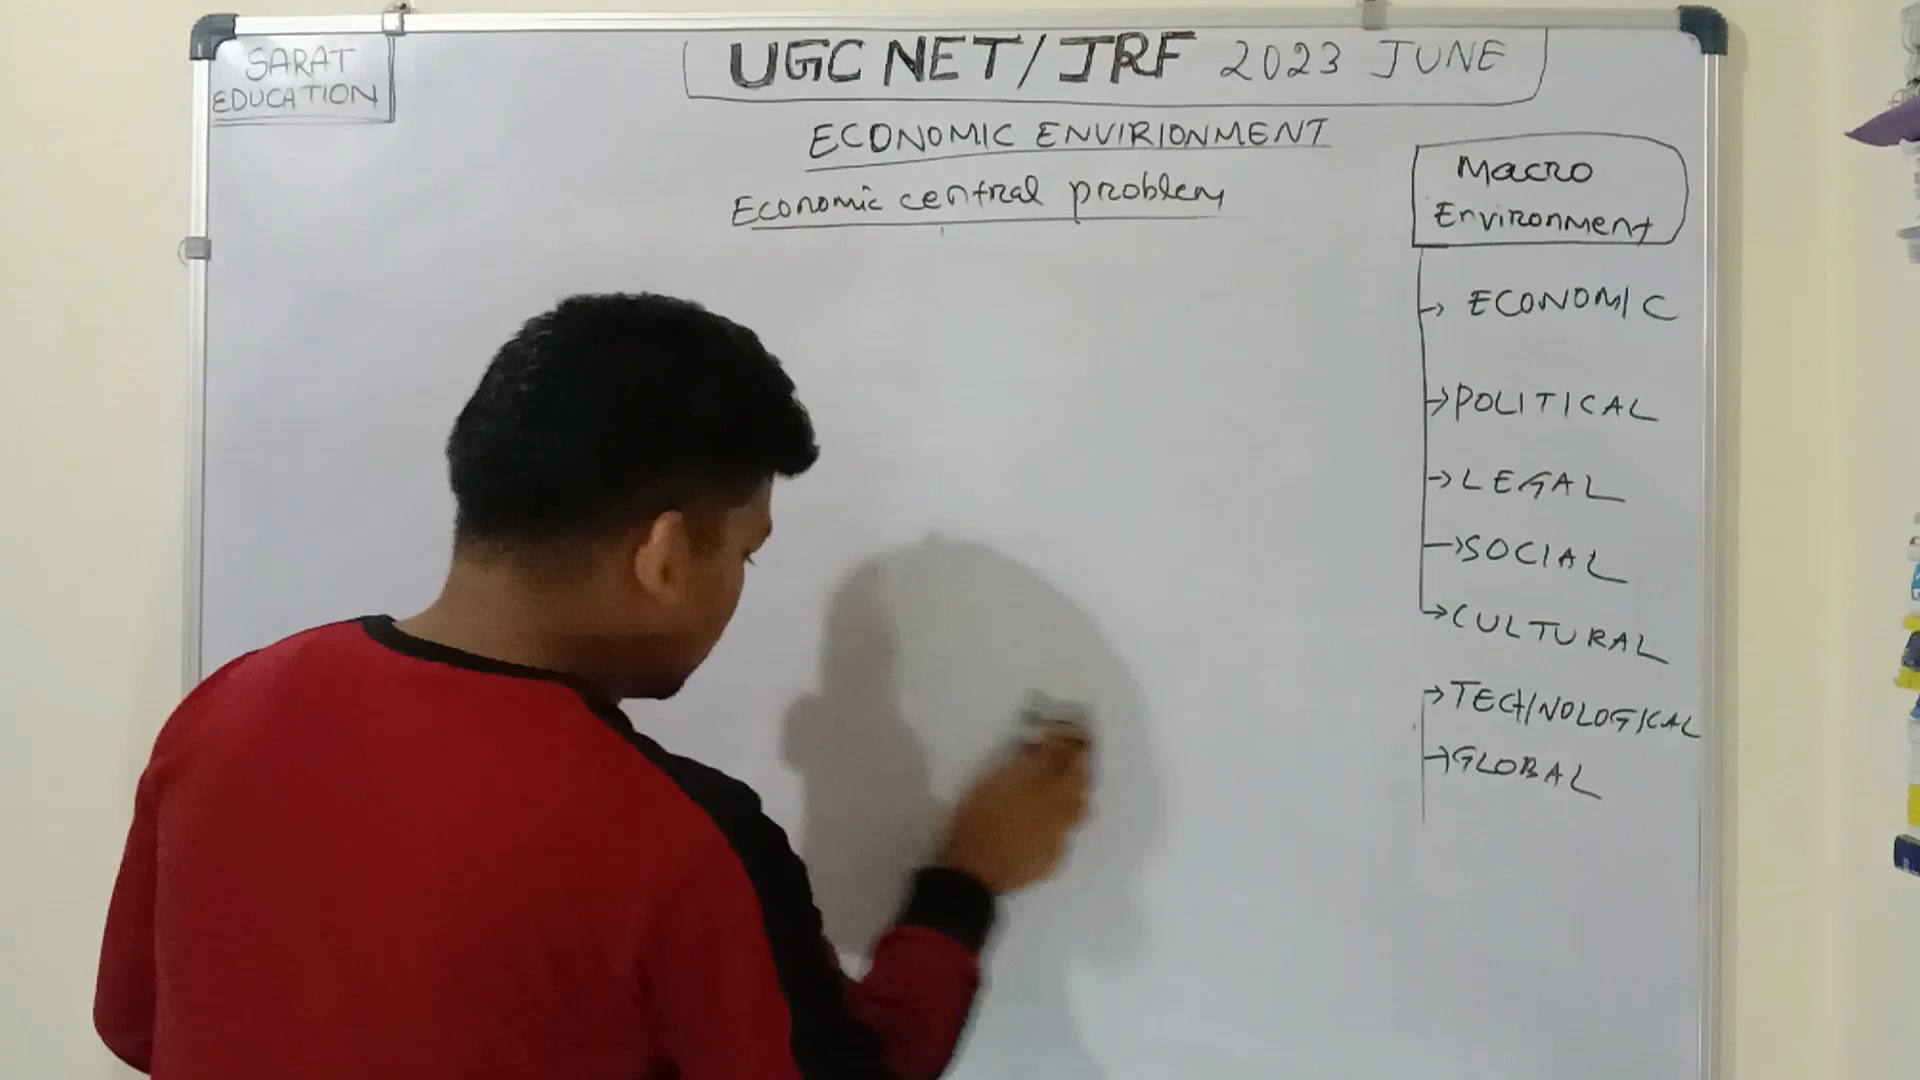 SARAT
EDUCATION
UGC NET/JRF 2023 JUNE
ECONOMIC ENVIRIONMENT
Economic central problem
Macro
Environment
→ ECONOMIC
→ POLITICAL
→ LEGAL
→ SOCIAL
→ CULTURAL
→ TECHNOLOGICAL
→ GLOBAL